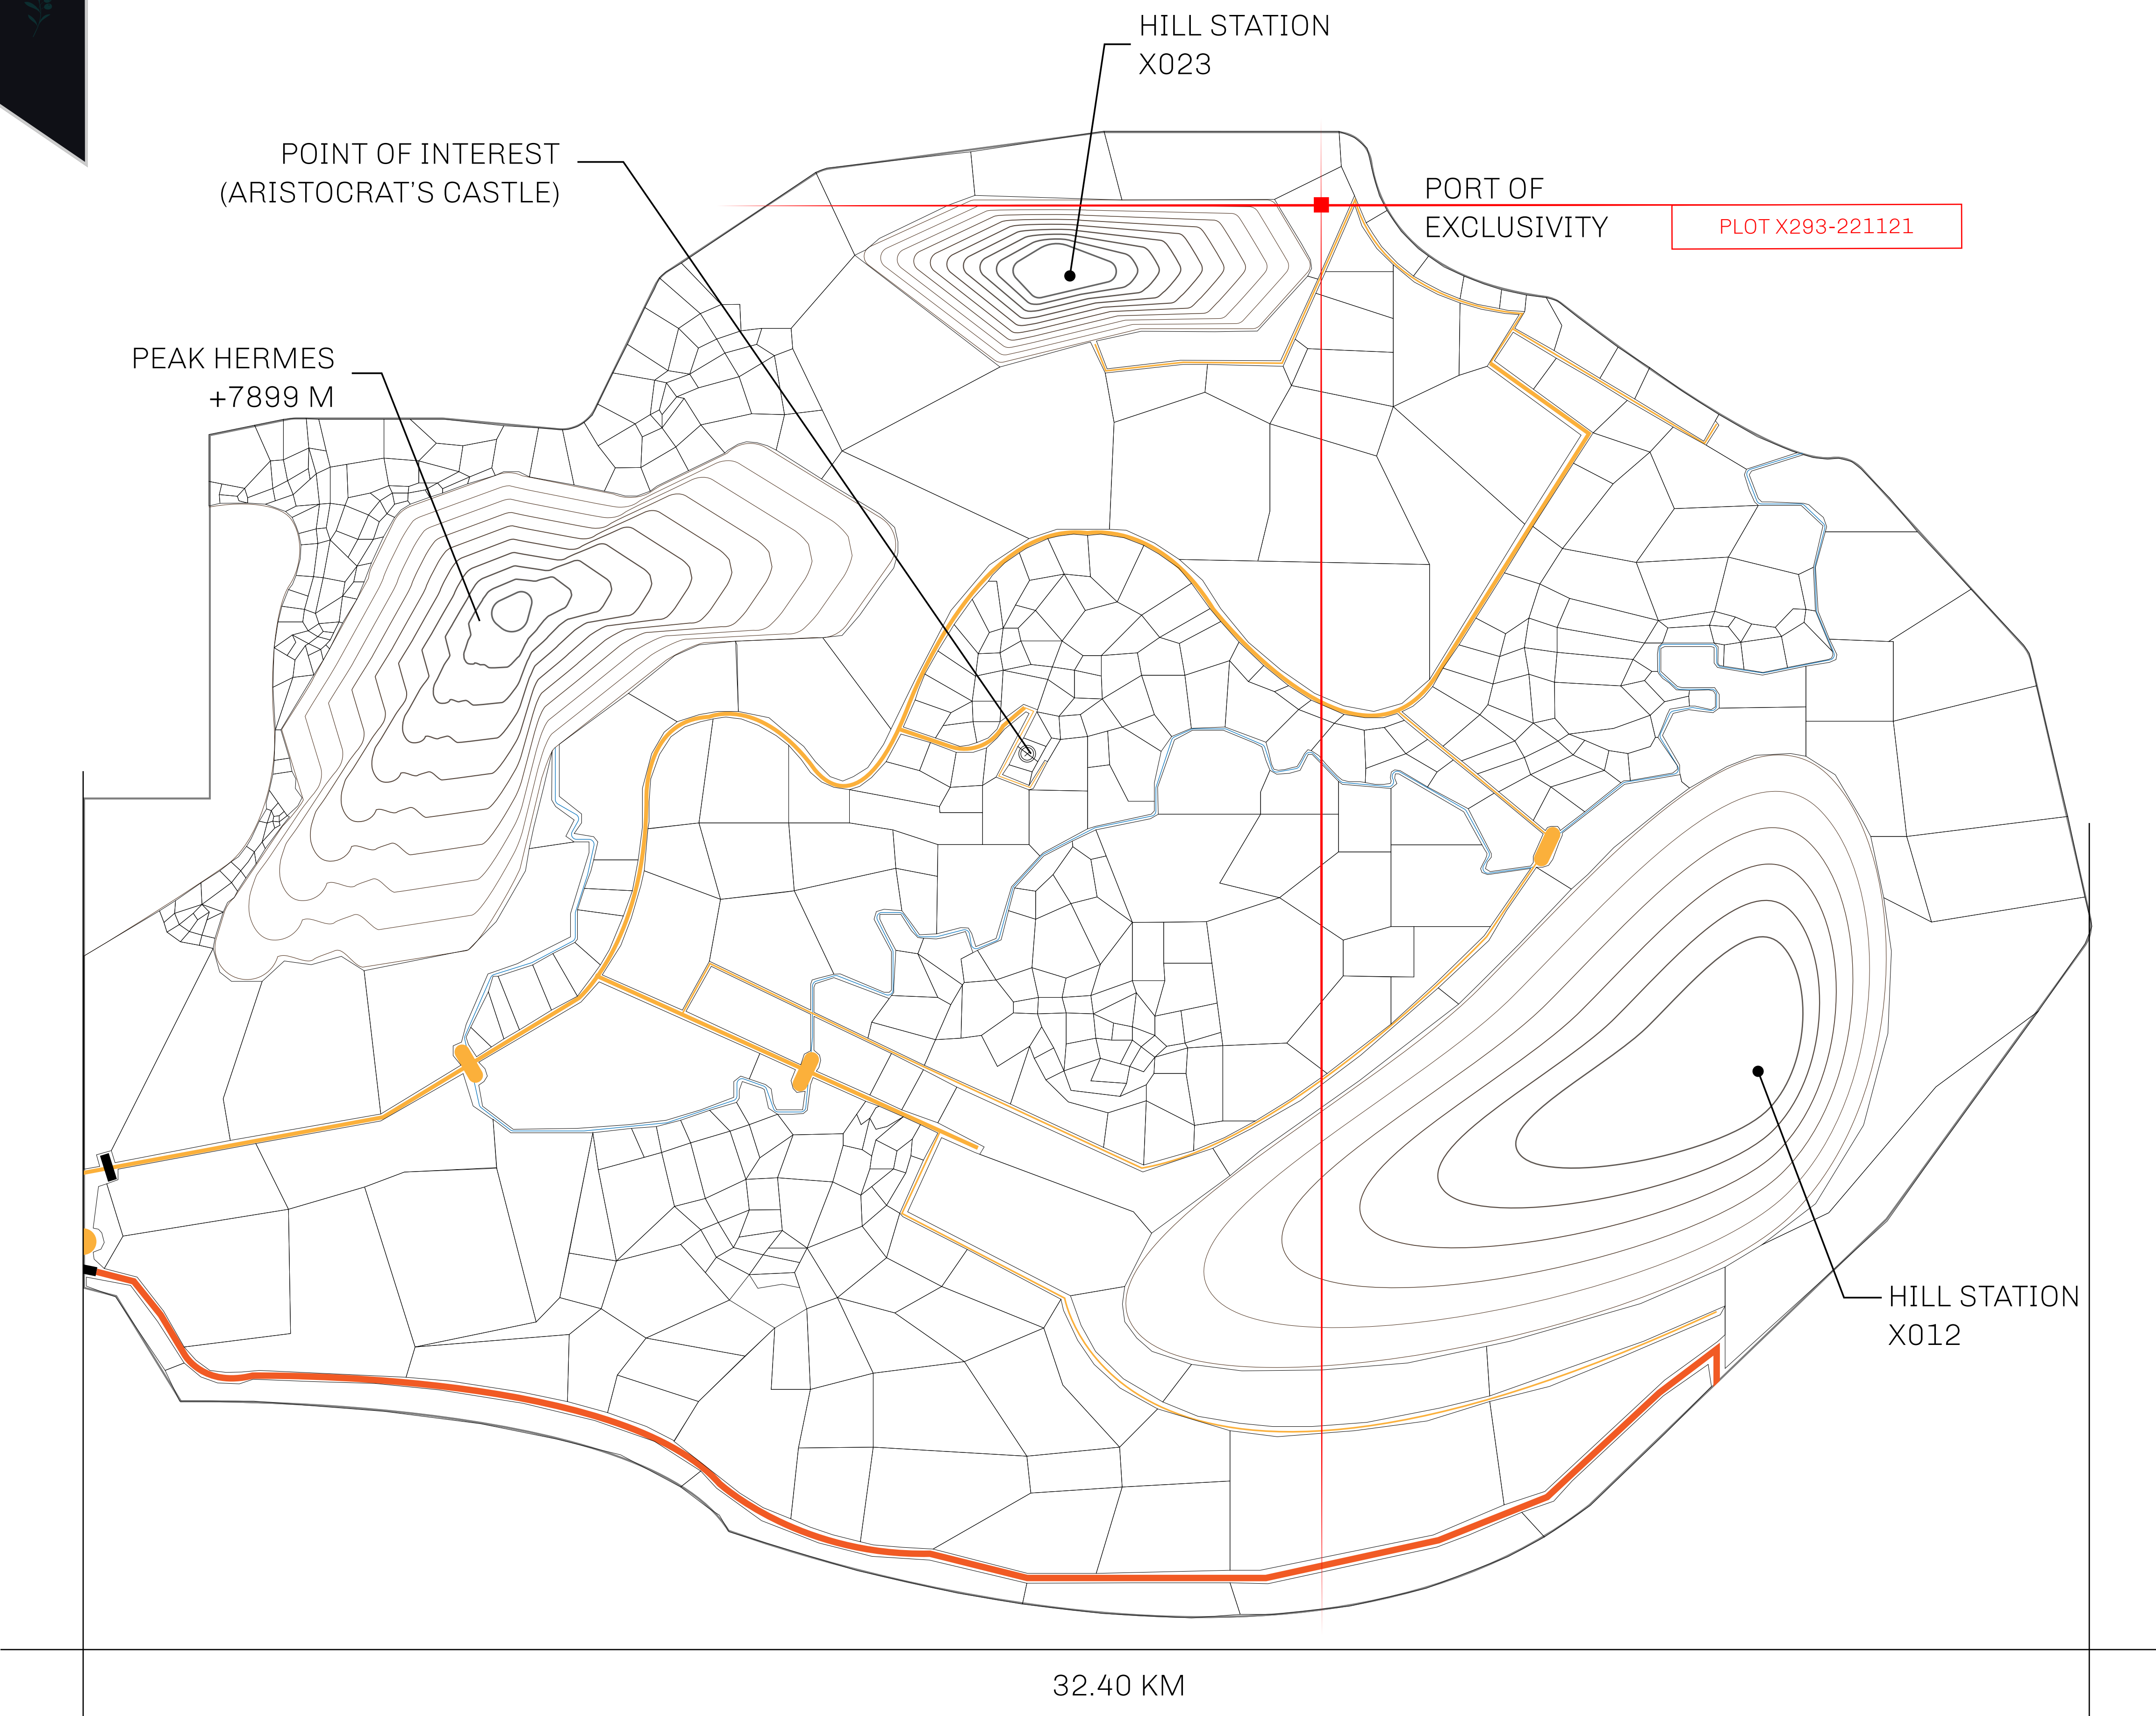 HILL STATION
X023
POINT OF INTEREST
(ARISTOCRAT'S CASTLE)
PORT OF
EXCLUSIVITY
PLOT X293-221121
PEAK HERMES
+7899 M
HILL STATION
X012
32.40 KM